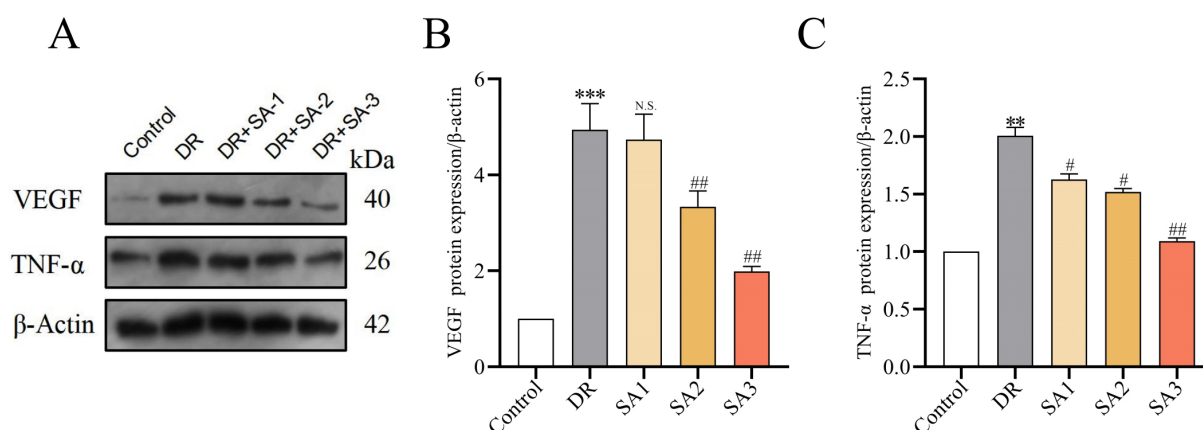 A
Control
DR
DR+SA-1
DR+SA-2
DR+SA-3
kDa
VEGF
40
TNF-α
26
β-Actin
42
B
VEGF protein expression/β-actin
6
4
2
0
***
N.S.
##
##
Control
DR
SA1
SA2
SA3
C
TNF-α protein expression/β-actin
2.5
2.0
1.5
1.0
0.5
0.0
**
#
#
##
Control
DR
SA1
SA2
SA3